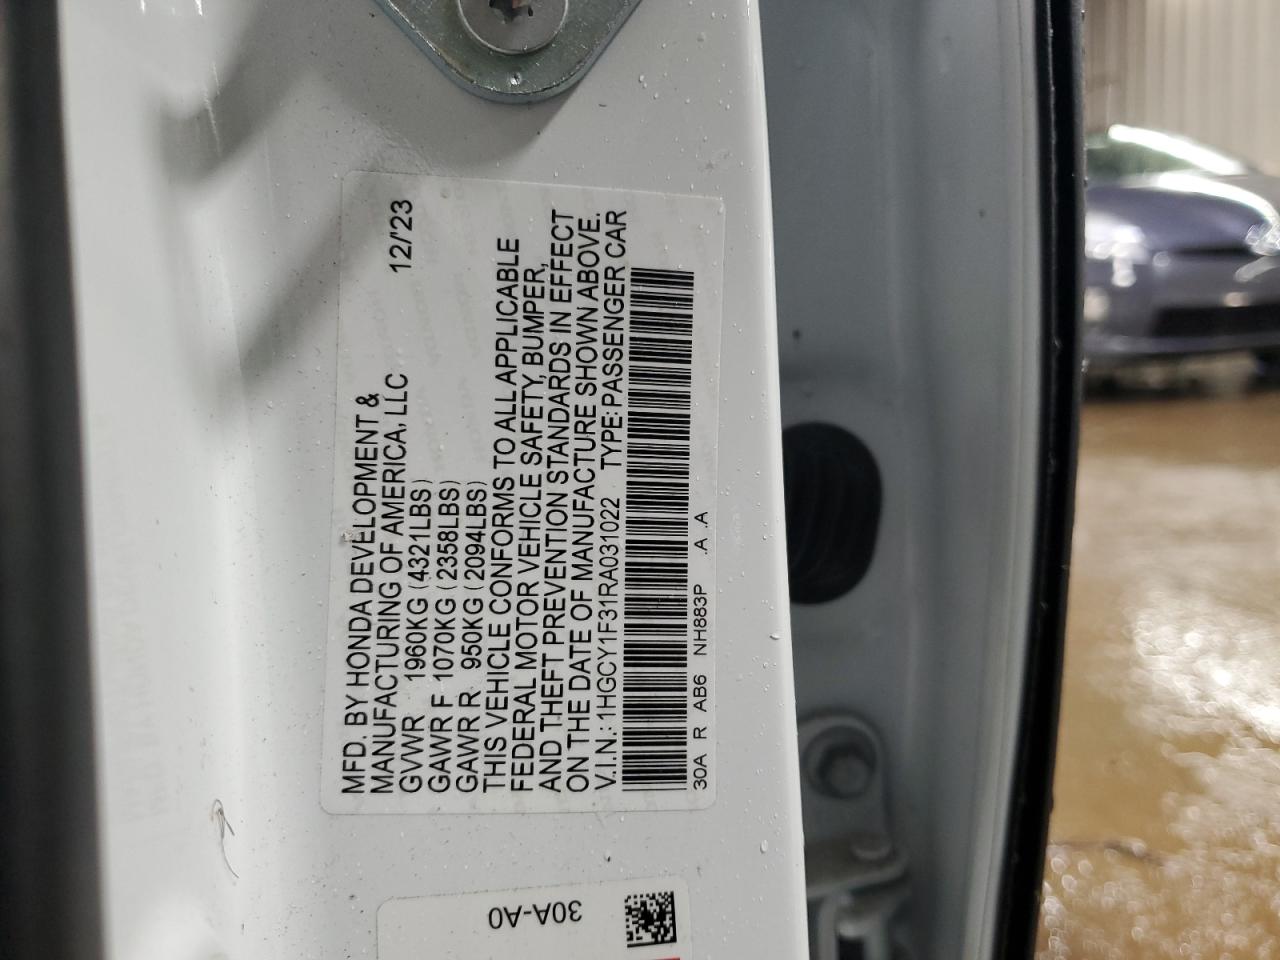 MFD. BY HONDA DEVELOPMENT &
MANUFACTURING OF AMERICA, LLC 12/'23
GVWR 1960KG (4321LBS)
GAWR F 1070KG (2358LBS)
GAWR R 950KG (2094LBS)
THIS VEHICLE CONFORMS TO ALL APPLICABLE
FEDERAL MOTOR VEHICLE SAFETY, BUMPER,
AND THEFT PREVENTION STANDARDS IN EFFECT
ON THE DATE OF MANUFACTURE SHOWN ABOVE.
V.I.N.: 1HGCY1F31RA031022 TYPE: PASSENGER CAR
30A R AB6 NH883P .A .A
30A-A0